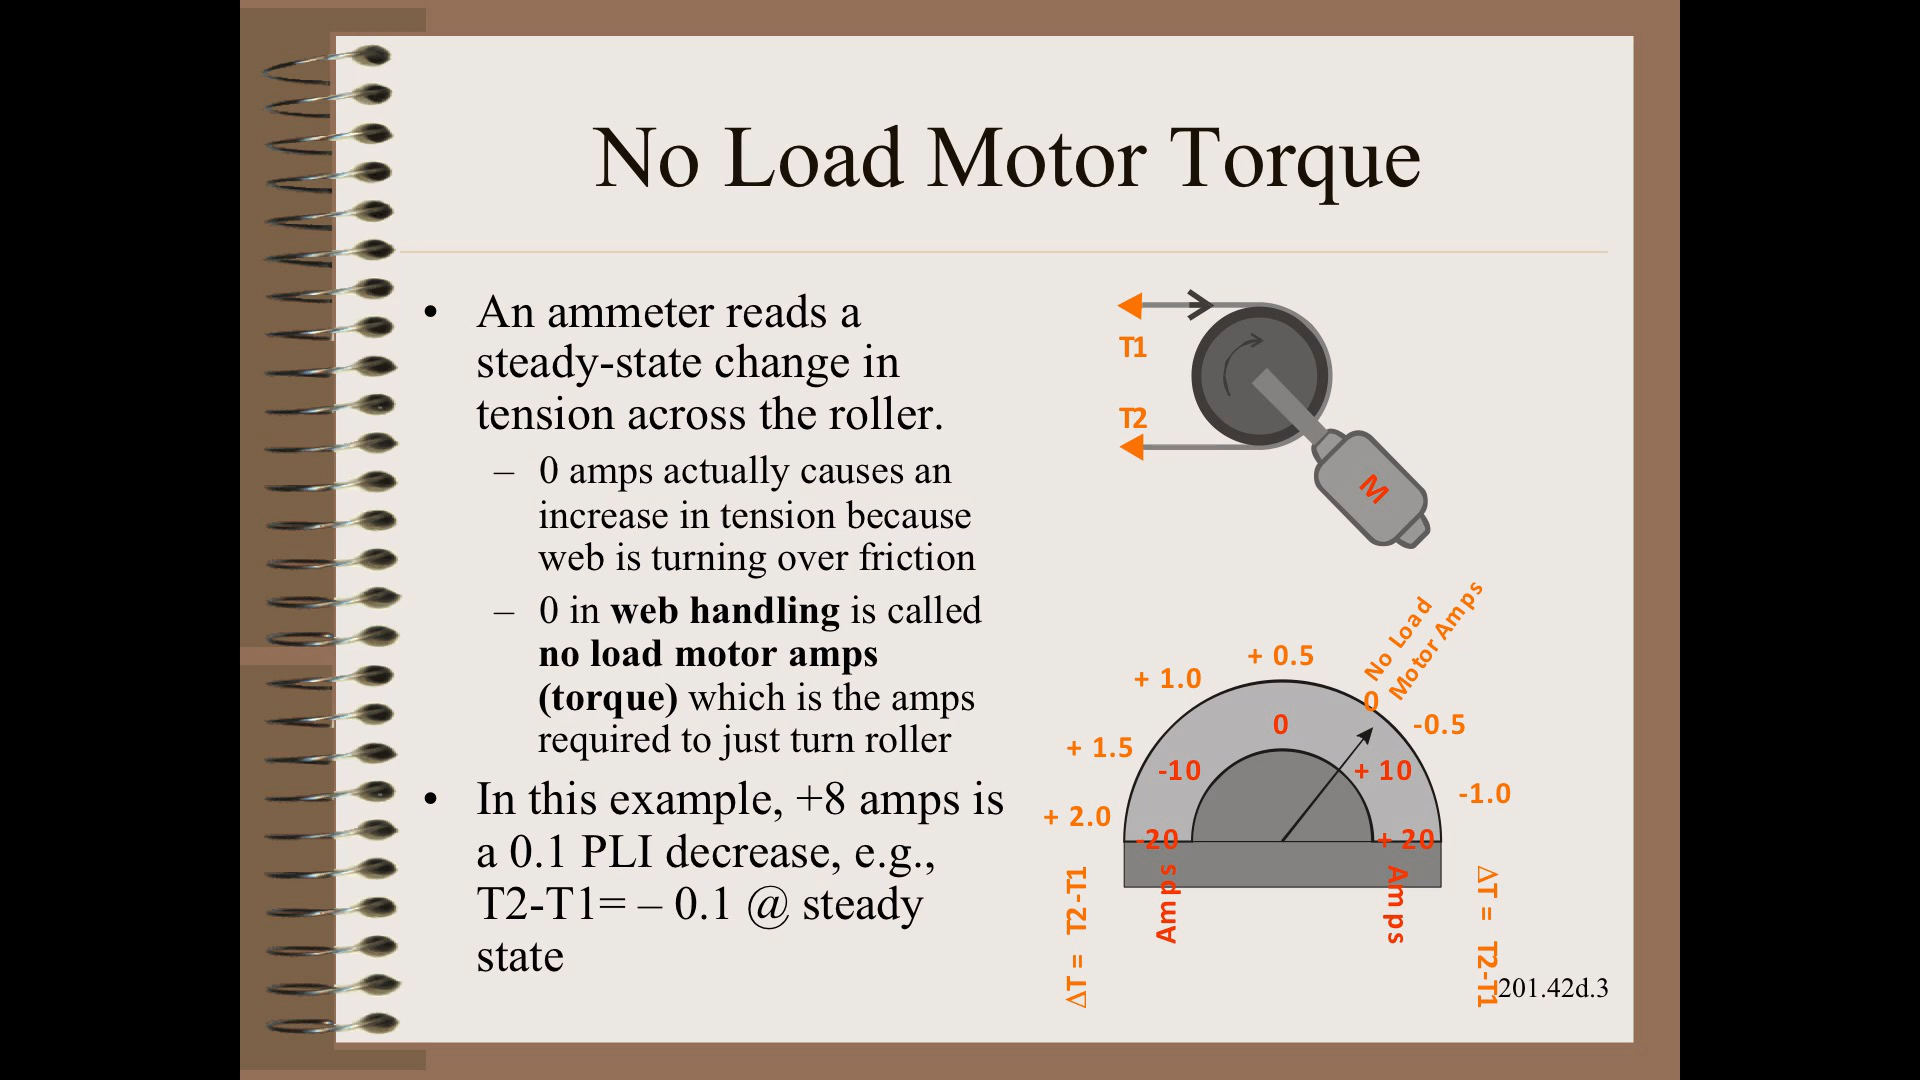 No Load Motor Torque
• An ammeter reads a
steady-state change in
tension across the roller.
– 0 amps actually causes an
increase in tension because
web is turning over friction
– 0 in web handling is called
no load motor amps
(torque) which is the amps
required to just turn roller
• In this example, +8 amps is
a 0.1 PLI decrease, e.g.,
T2-T1= – 0.1 @ steady
state
T1
T2
M
No Load
Motor Amps
+ 0.5
+ 1.0
0
-0.5
0
+ 1.5
-10
+ 10
-1.0
+ 2.0
-20
+ 20
ΔT = T2-T1
Amps
Amps
ΔT = T2-T1
201.42d.3